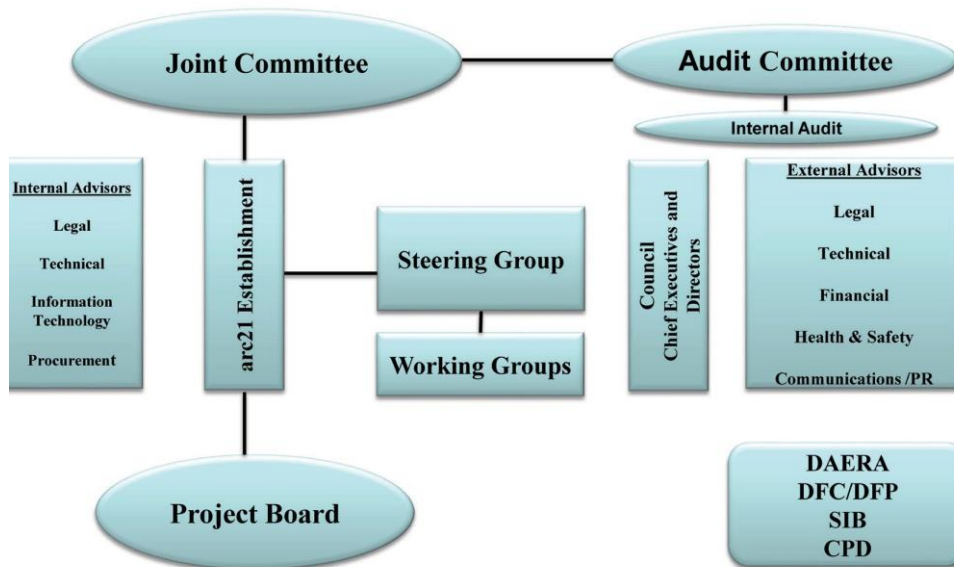 Joint Committee
Audit Committee
Internal Audit
Internal Advisors
Legal
Technical
Information
Technology
Procurement
arc21 Establishment
Steering Group
Working Groups
Council
Chief Executives and
Directors
External Advisors
Legal
Technical
Financial
Health & Safety
Communications /PR
Project Board
DAERA
DFC/DFP
SIB
CPD